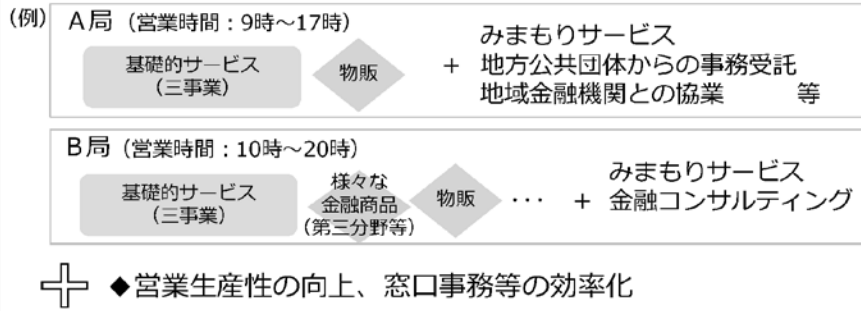 (例)
A局 (営業時間：9時～17時)
基礎的サービス
(三事業)
物販
+
みまもりサービス
地方公共団体からの事務受託
地域金融機関との協業 等
B局 (営業時間：10時～20時)
基礎的サービス
(三事業)
様々な
金融商品
(第三分野等)
物販
･･･
+
みまもりサービス
金融コンサルティング
◆営業生産性の向上、窓口事務等の効率化